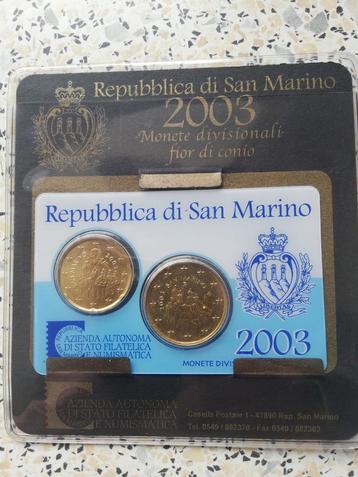 Repubblica di San Marino
2003
Monete divisionali
fior di conio
Repubblica di San Marino
AZIENDA AUTONOMA
DI STATO FILATELICA
E NUMISMATICA
2003
MONETE DIVIS
AZIENDA AUTONOMA
DI STATO FILATELICA
E NUMISMATICA
Casella Postale 1 - 47890 Rep. San Marino
Tel. 0549 / 882370 - Fax 0549 / 882363